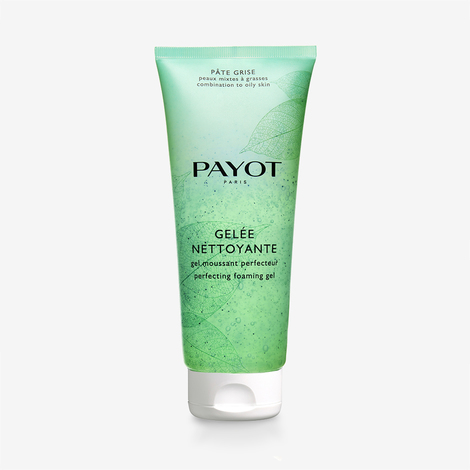 PÂTE GRISE
peaux mixtes à grasses
combination to oily skin
PAYOT
PARIS
GELÉE
NETTOYANTE
gel moussant perfecteur
perfecting foaming gel